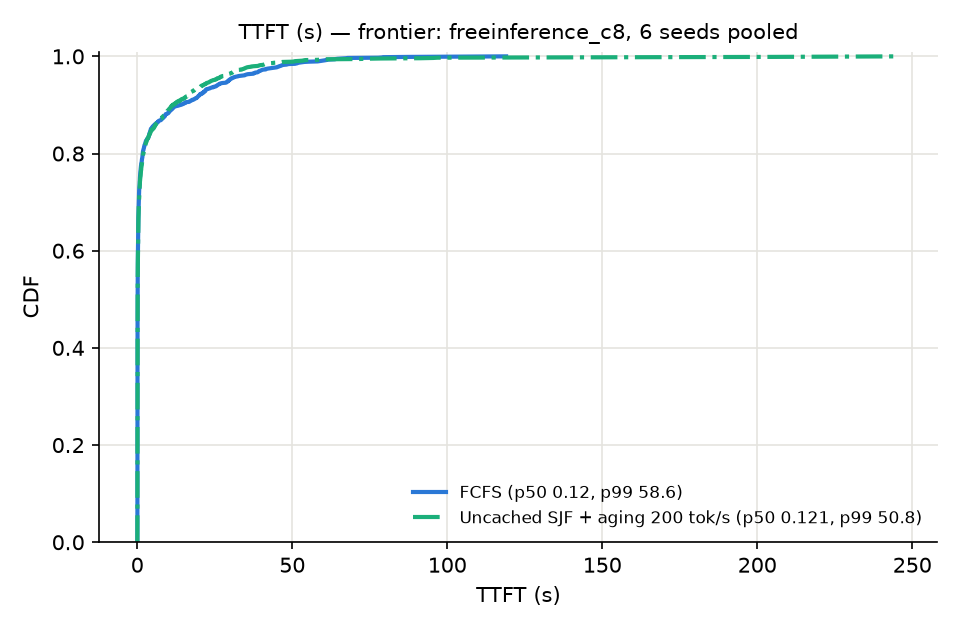 TTFT (s) — frontier: freeinference_c8, 6 seeds pooled
1.0
0.8
0.6
0.4
0.2
0.0
CDF
FCFS (p50 0.12, p99 58.6)
Uncached SJF + aging 200 tok/s (p50 0.121, p99 50.8)
0 50 100 150 200 250
TTFT (s)